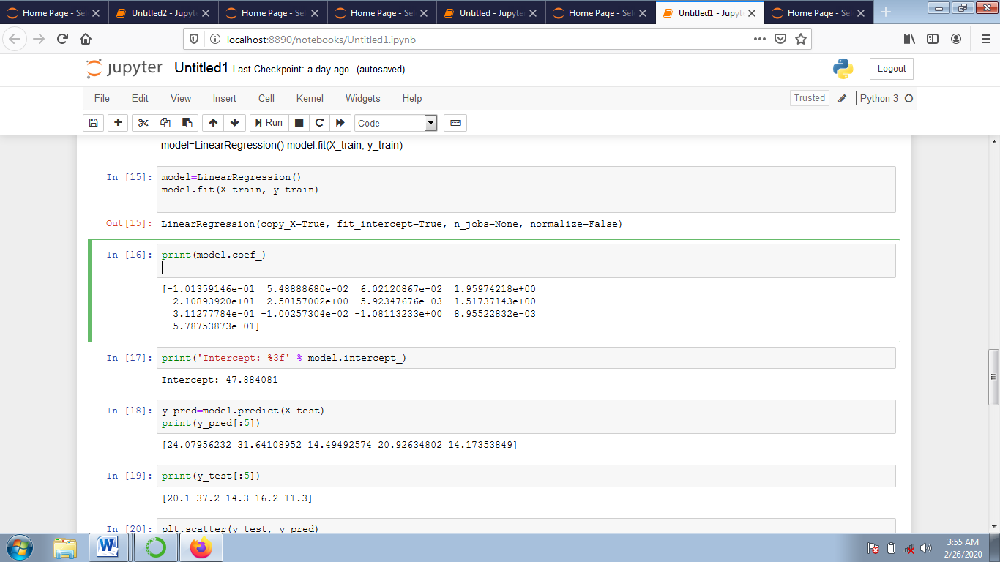 Home Page - Sel
Untitled2 - Jupyt
Home Page - Sel
Home Page - Sel
Untitled - Jupyte
Home Page - Sel
Untitled1 - Jupyt
Home Page - Sel
localhost:8890/notebooks/Untitled1.ipynb
jupyter Untitled1 Last Checkpoint: a day ago (autosaved)
Logout
File Edit View Insert Cell Kernel Widgets Help
Trusted
Python 3
Run
Code
model=LinearRegression() model.fit(X_train, y_train)
In [15]: model=LinearRegression()
model.fit(X_train, y_train)
Out[15]: LinearRegression(copy_X=True, fit_intercept=True, n_jobs=None, normalize=False)
In [16]: print(model.coef_)
[-1.01359146e-01 5.48888680e-02 6.02120867e-02 1.95974218e+00
-2.10893920e+01 2.50157002e+00 5.92347676e-03 -1.51737143e+00
3.11277784e-01 -1.00257304e-02 -1.08113233e+00 8.95522832e-03
-5.78753873e-01]
In [17]: print('Intercept: %3f' % model.intercept_)
Intercept: 47.884081
In [18]: y_pred=model.predict(X_test)
print(y_pred[:5])
[24.07956232 31.64108952 14.49492574 20.92634802 14.17353849]
In [19]: print(y_test[:5])
[20.1 37.2 14.3 16.2 11.3]
In [20]: plt.scatter(y_test, y_pred)
3:55 AM
2/26/2020